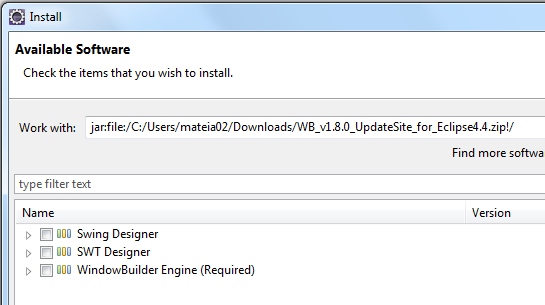 Install
Available Software
Check the items that you wish to install.
Work with: jar:file:/C:/Users/mateia02/Downloads/WB_v1.8.0_UpdateSite_for_Eclipse4.4.zip!/
Find more softwa
type filter text
Name Version
Swing Designer
SWT Designer
WindowBuilder Engine (Required)